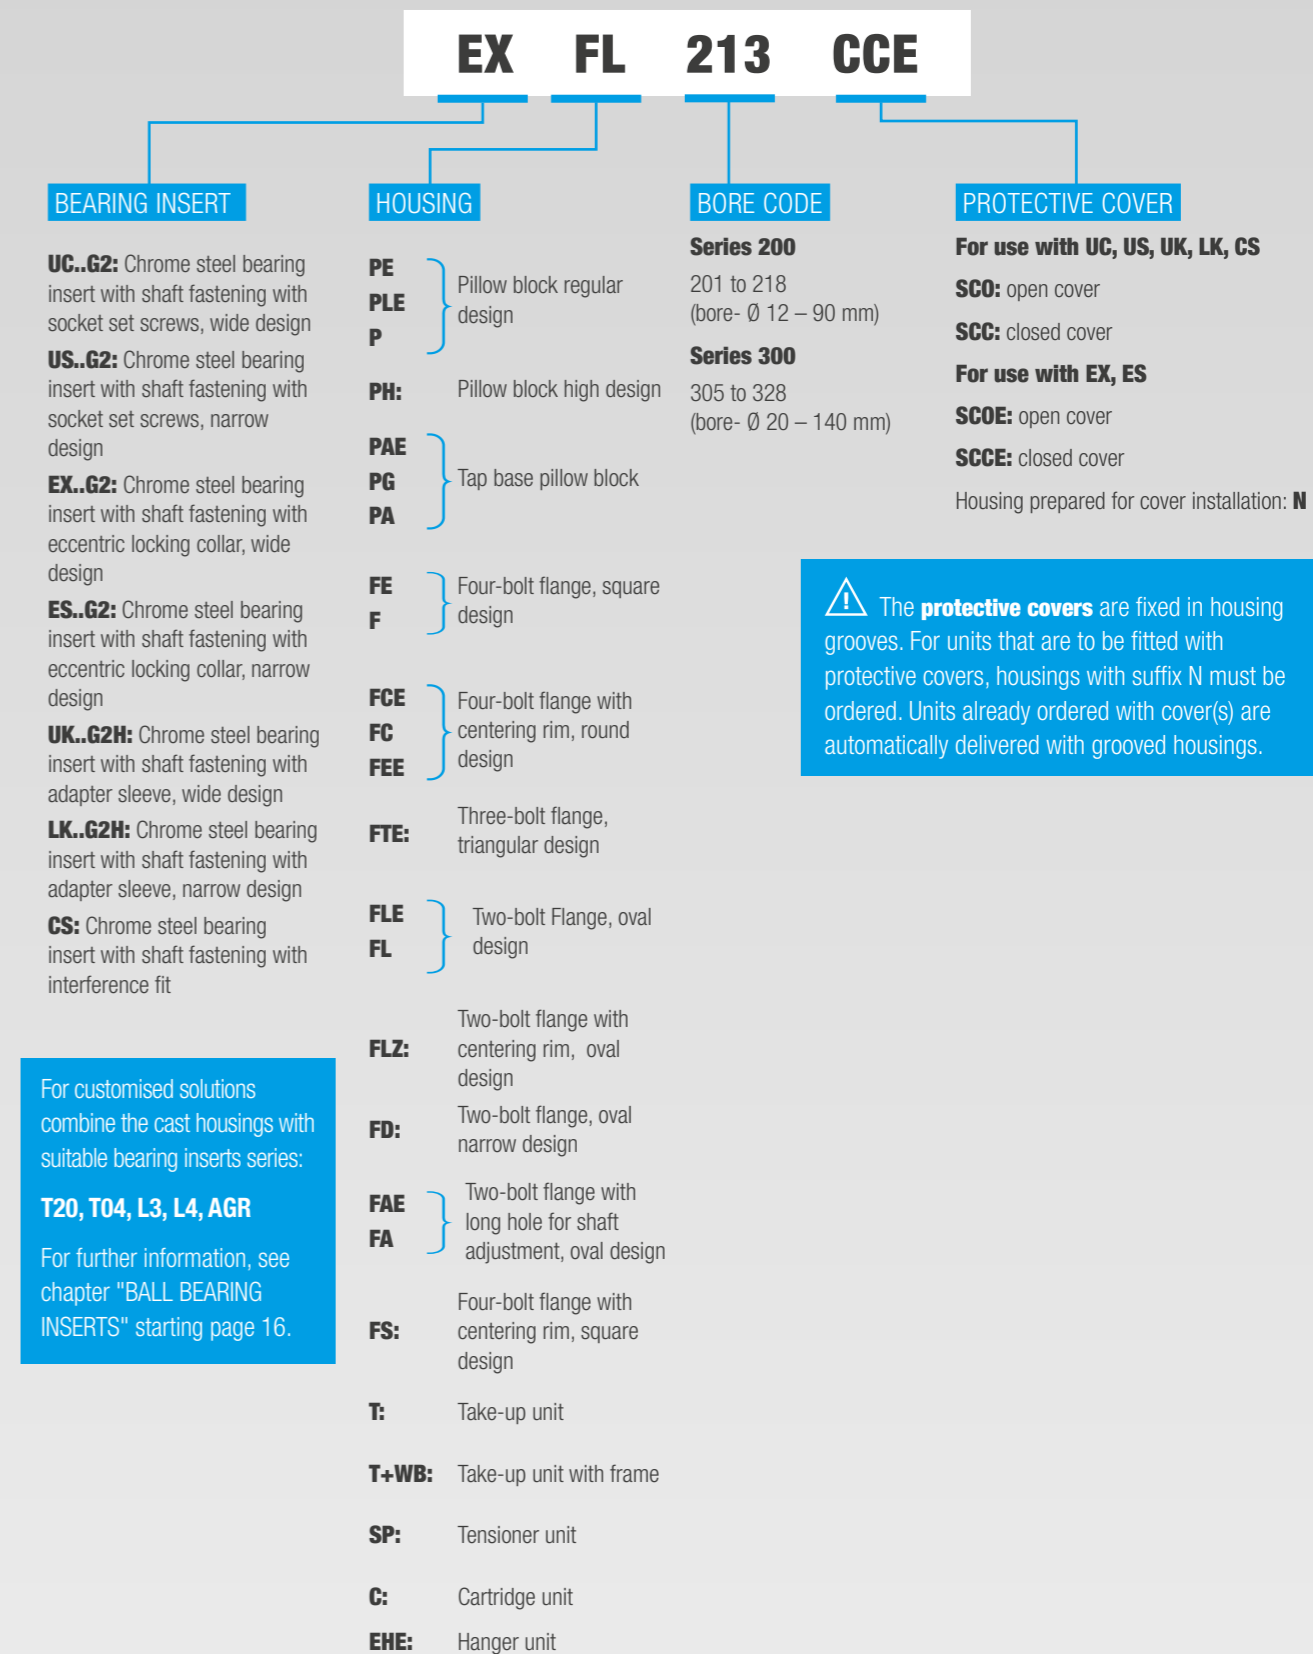 EX FL 213 CCE
BEARING INSERT
UC..G2: Chrome steel bearing
insert with shaft fastening with
socket set screws, wide design
US..G2: Chrome steel bearing
insert with shaft fastening with
socket set screws, narrow
design
EX..G2: Chrome steel bearing
insert with shaft fastening with
eccentric locking collar, wide
design
ES..G2: Chrome steel bearing
insert with shaft fastening with
eccentric locking collar, narrow
design
UK..G2H: Chrome steel bearing
insert with shaft fastening with
adapter sleeve, wide design
LK..G2H: Chrome steel bearing
insert with shaft fastening with
adapter sleeve, narrow design
CS: Chrome steel bearing
insert with shaft fastening with
interference fit
For customised solutions
combine the cast housings with
suitable bearing inserts series:
T20, T04, L3, L4, AGR
For further information, see
chapter "BALL BEARING
INSERTS" starting page 16.
HOUSING
PE
PLE
P
Pillow block regular
design
PH: Pillow block high design
PAE
PG
PA
Tap base pillow block
FE
F
Four-bolt flange, square
design
FCE
FC
FEE
Four-bolt flange with
centering rim, round
design
FTE:
Three-bolt flange,
triangular design
FLE
FL
Two-bolt Flange, oval
design
FLZ:
Two-bolt flange with
centering rim, oval
design
FD:
Two-bolt flange, oval
narrow design
FAE
FA
Two-bolt flange with
long hole for shaft
adjustment, oval design
FS:
Four-bolt flange with
centering rim, square
design
T: Take-up unit
T+WB: Take-up unit with frame
SP: Tensioner unit
C: Cartridge unit
EHE: Hanger unit
BORE CODE
Series 200
201 to 218
(bore- Ø 12 – 90 mm)
Series 300
305 to 328
(bore- Ø 20 – 140 mm)
PROTECTIVE COVER
For use with UC, US, UK, LK, CS
SCO: open cover
SCC: closed cover
For use with EX, ES
SCOE: open cover
SCCE: closed cover
Housing prepared for cover installation: N
! The protective covers are fixed in housing
grooves. For units that are to be fitted with
protective covers, housings with suffix N must be
ordered. Units already ordered with cover(s) are
automatically delivered with grooved housings.